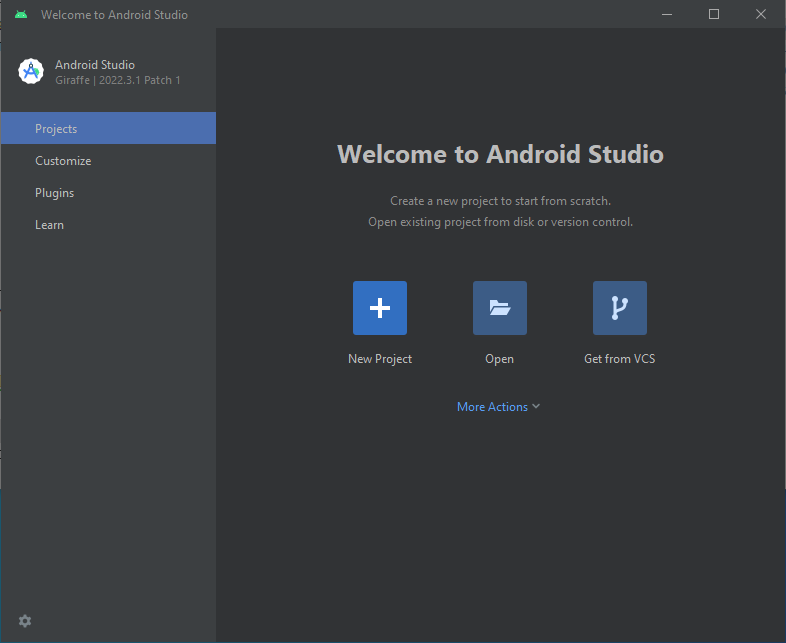 Welcome to Android Studio
Android Studio
Giraffe | 2022.3.1 Patch 1
Projects
Customize
Plugins
Learn
Welcome to Android Studio
Create a new project to start from scratch.
Open existing project from disk or version control.
New Project
Open
Get from VCS
More Actions